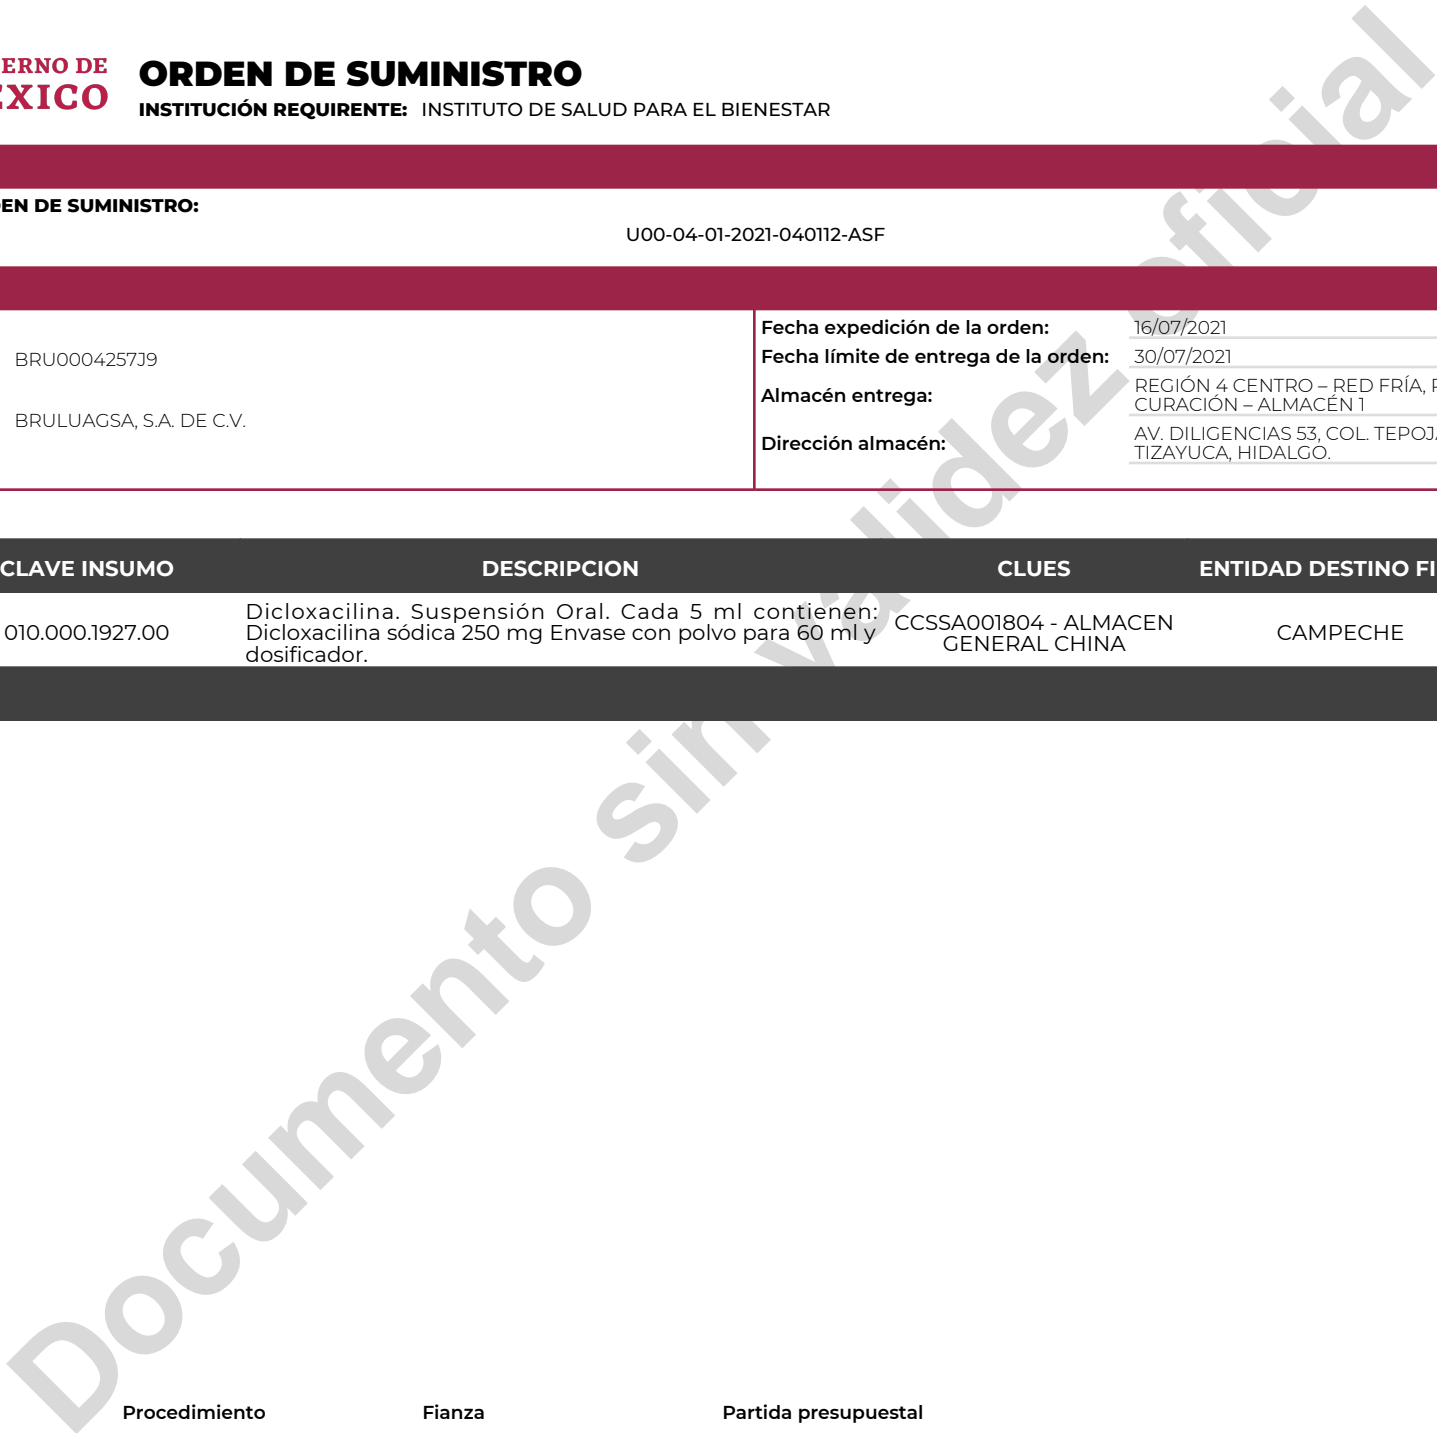 ERNO DE
ÉXICO
ORDEN DE SUMINISTRO
INSTITUCIÓN REQUIRENTE: INSTITUTO DE SALUD PARA EL BIENESTAR
EN DE SUMINISTRO:
U00-04-01-2021-040112-ASF
BRU0004257J9
BRULUAGSA, S.A. DE C.V.
Fecha expedición de la orden: 16/07/2021
Fecha límite de entrega de la orden: 30/07/2021
Almacén entrega: REGIÓN 4 CENTRO – RED FRÍA,
CURACIÓN – ALMACÉN 1
Dirección almacén: AV. DILIGENCIAS 53, COL. TEPOJ
TIZAYUCA, HIDALGO.
CLAVE INSUMO DESCRIPCION CLUES ENTIDAD DESTINO FI
010.000.1927.00
Dicloxacilina. Suspensión Oral. Cada 5 ml contienen:
Dicloxacilina sódica 250 mg Envase con polvo para 60 ml y
dosificador.
CCSSA001804 - ALMACEN
GENERAL CHINA
CAMPECHE
Documento sin validez oficial
Procedimiento Fianza Partida presupuestal